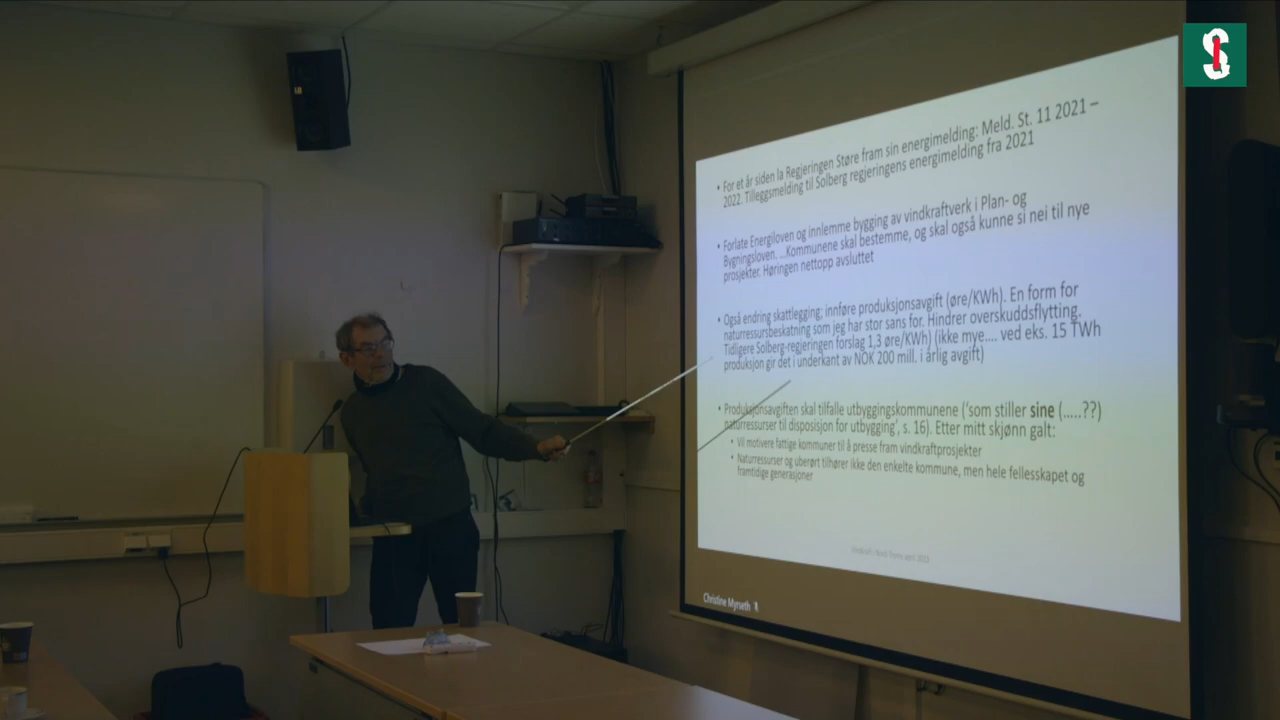 • For et år siden la Regjeringen Støre fram sin energimelding: Meld. St. 11 2021 –
2022. Tilleggsmelding til Solberg regjeringens energimelding fra 2021
• Forlate Energiloven og innlemme bygging av vindkraftverk i Plan- og
Bygningsloven. ...Kommunene skal bestemme, og skal også kunne si nei til nye
prosjekter. Høringen nettopp avsluttet
• Også endring skattlegging; innføre produksjonsavgift (øre/KWh). En form for
naturressursbeskatning som jeg har stor sans for. Hindrer overskuddsflytting.
Tidligere Solberg-regjeringen forslag 1,3 øre/KWh) (ikke mye.... ved eks. 15 TWh
produksjon gir det i underkant av NOK 200 mill. i årlig avgift)
• Produksjonsavgiften skal tilfalle utbyggingskommunene ('som stiller sine (.....??)
naturressurser til disposjon for utbygging', s. 16). Etter mitt skjønn galt:
• Vil motivere fattige kommuner til å presse fram vindkraftprosjekter
• Naturressurser og uberørt tilhører ikke den enkelte kommune, men hele fellesskapet og
framtidige generasjoner
Christine Myrseth